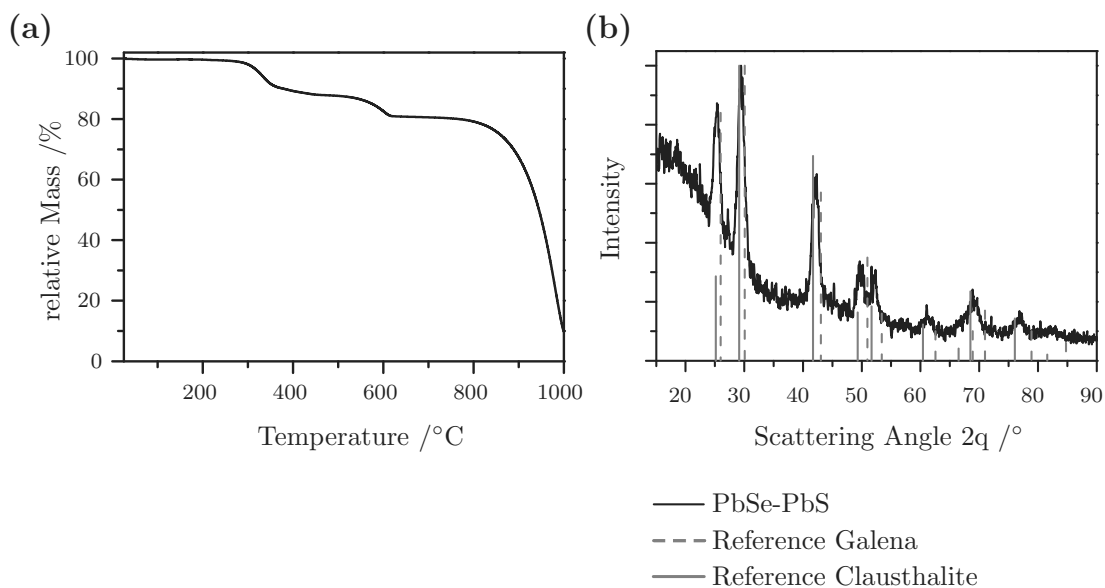 (a)
100
80
60
40
20
0
relative Mass /%
200
400
600
800
1000
Temperature /°C
(b)
Intensity
20
30
40
50
60
70
80
90
Scattering Angle 2q /°
PbSe-PbS
Reference Galena
Reference Clausthalite